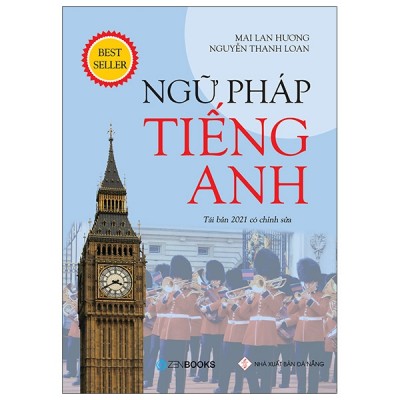 MAI LAN HƯƠNG
NGUYỄN THANH LOAN
BEST
SELLER
NGỮ PHÁP
TIẾNG
ANH
Tái bản 2021 có chỉnh sửa
ZENBOOKS
NHÀ XUẤT BẢN ĐÀ NẴNG